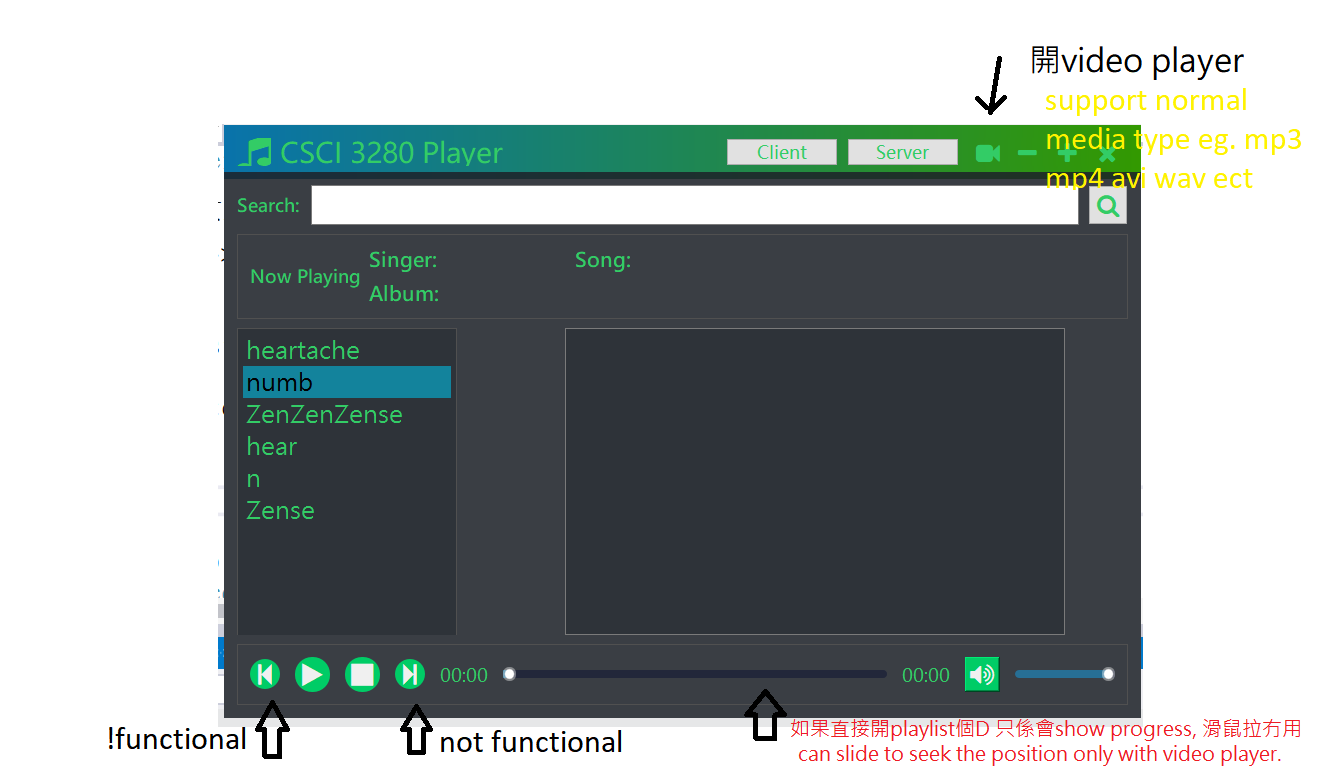 開video player
support normal
media type eg. mp3
mp4 avi wav ect
CSCI 3280 Player
Client
Server
Search:
Now Playing
Singer:
Song:
Album:
heartache
numb
ZenZenZense
hear
n
Zense
00:00
00:00
!functional
not functional
如果直接開playlist個D 只係會show progress, 滑鼠拉冇用
can slide to seek the position only with video player.